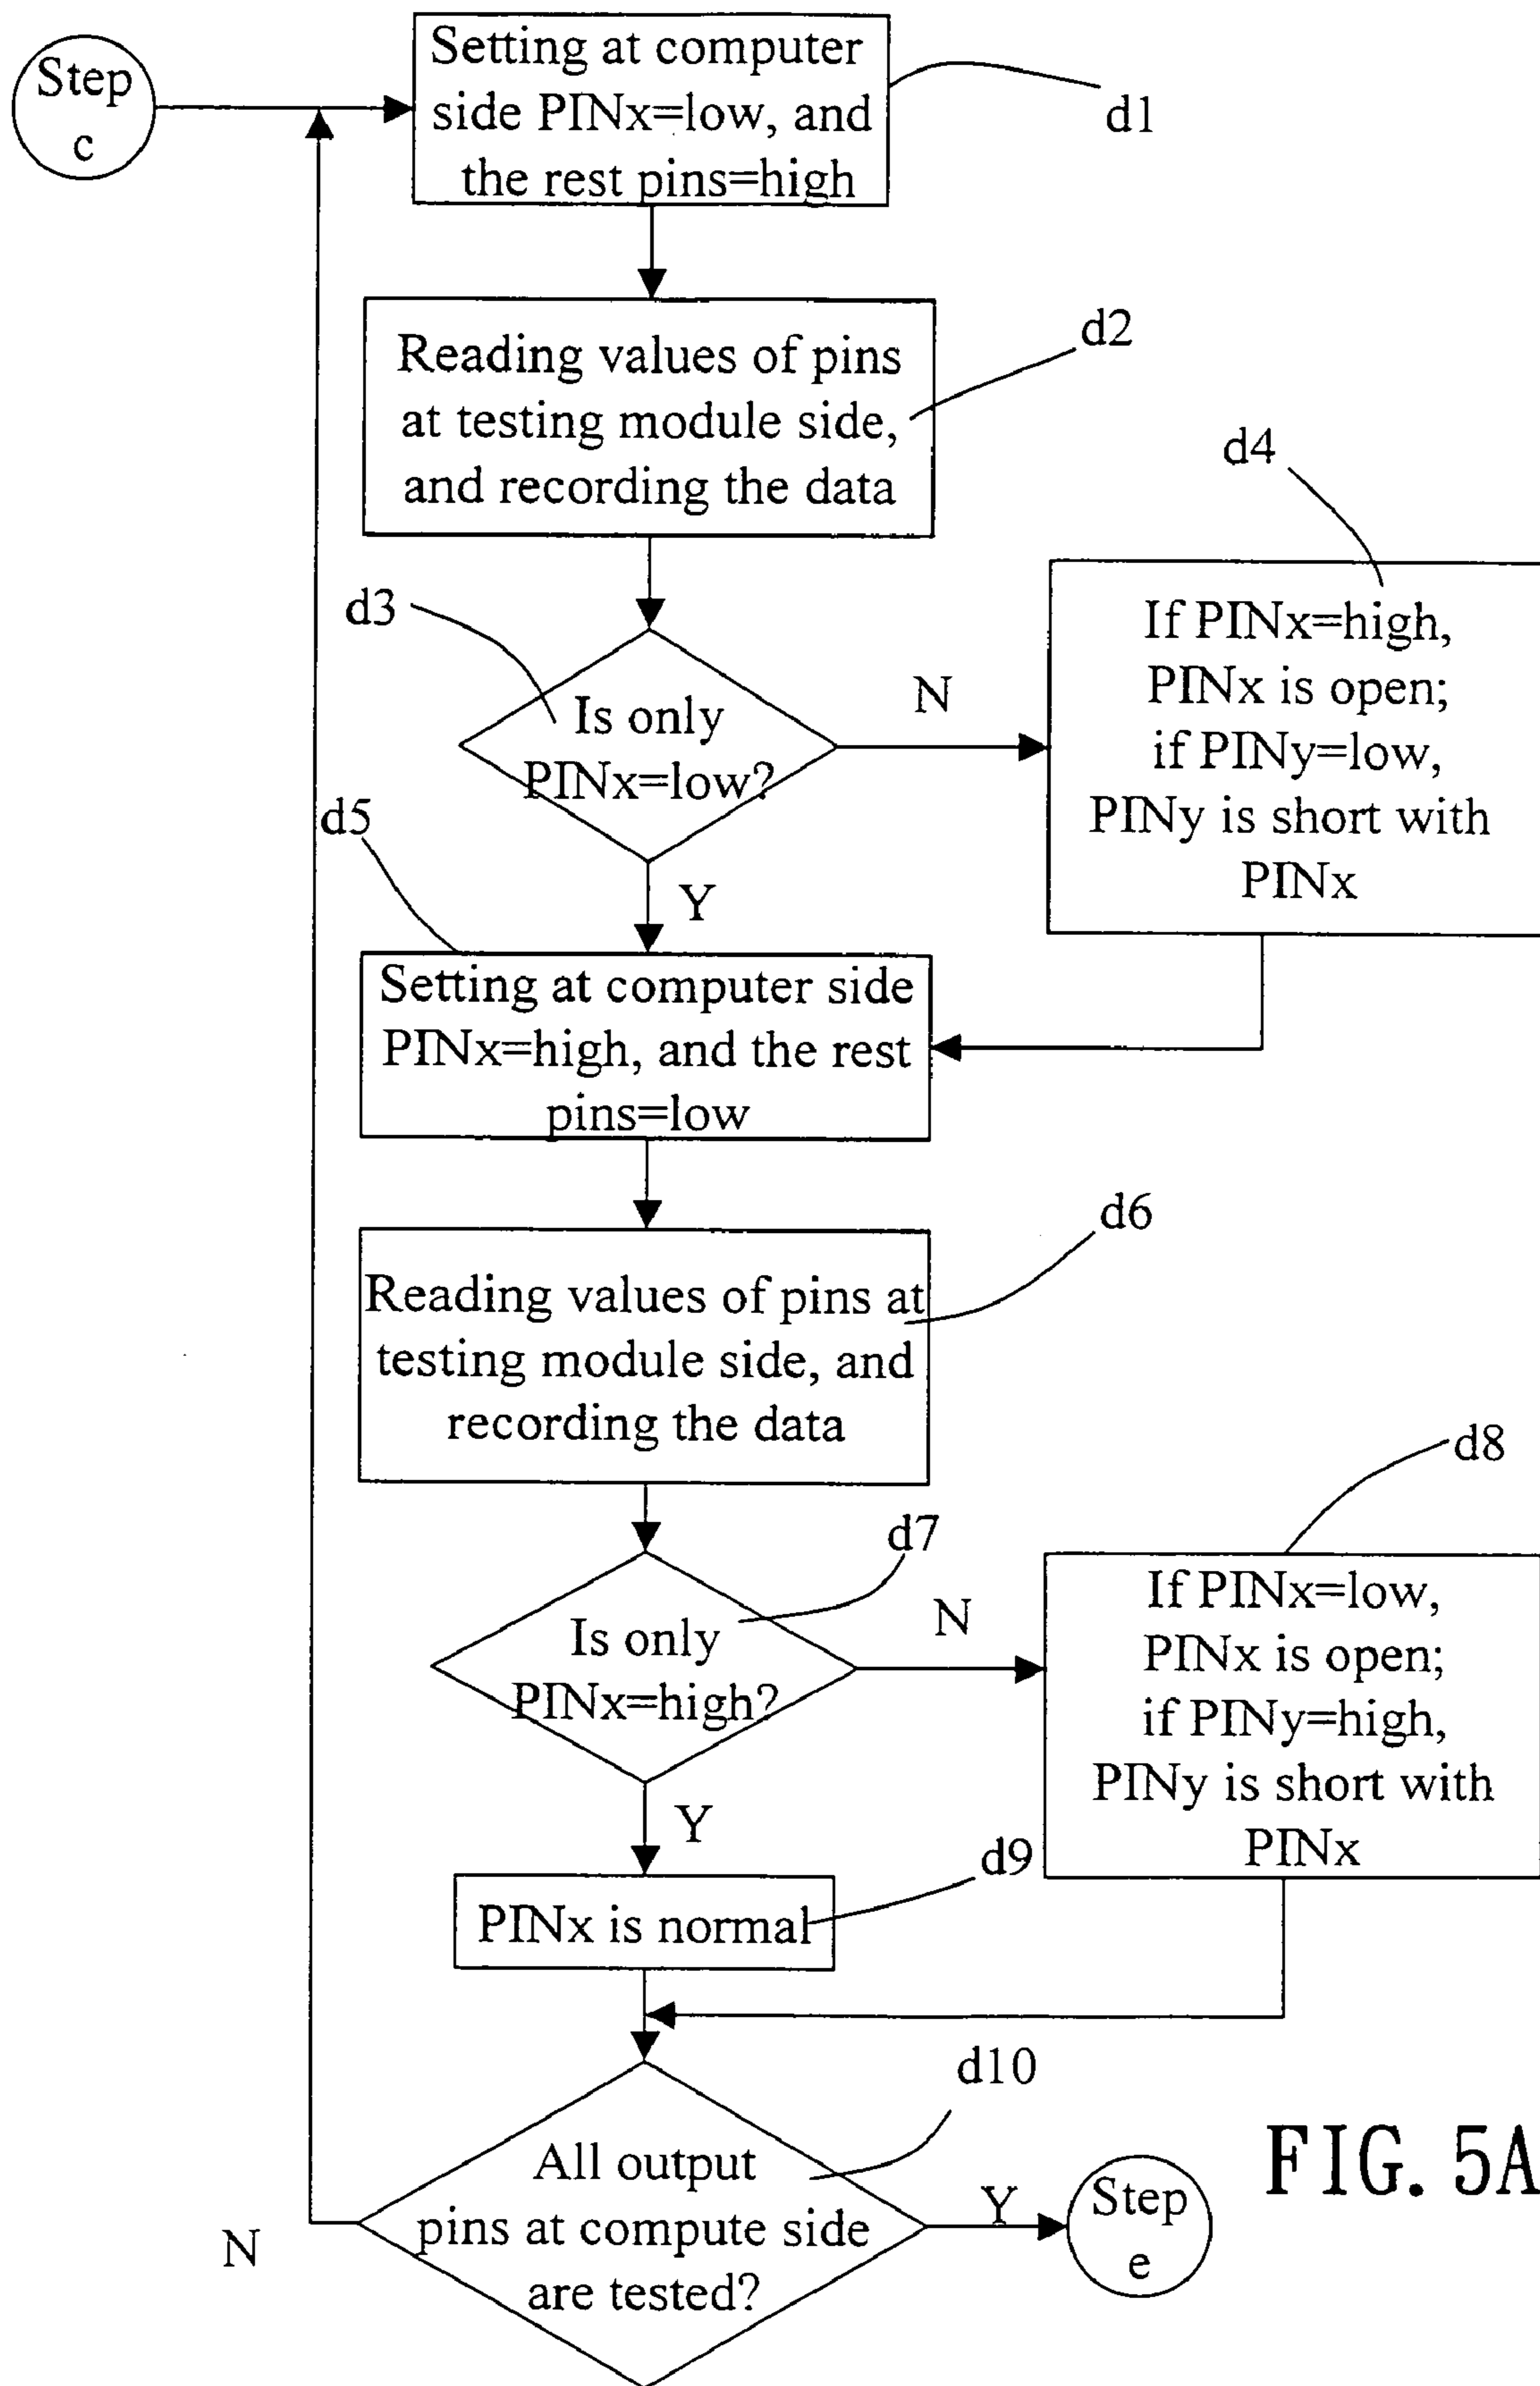 Step
c
Setting at computer
side PINx=low, and
the rest pins=high
d1
Reading values of pins
at testing module side,
and recording the data
d2
d3
Is only
PINx=low?
N
d4
If PINx=high,
PINx is open;
if PINy=low,
PINy is short with
PINx
Y
d5
Setting at computer side
PINx=high, and the rest
pins=low
d6
Reading values of pins at
testing module side, and
recording the data
d7
Is only
PINx=high?
N
d8
If PINx=low,
PINx is open;
if PINy=high,
PINy is short with
PINx
Y
d9
PINx is normal
d10
All output
pins at compute side
are tested?
N
Y
Step
e
FIG. 5A